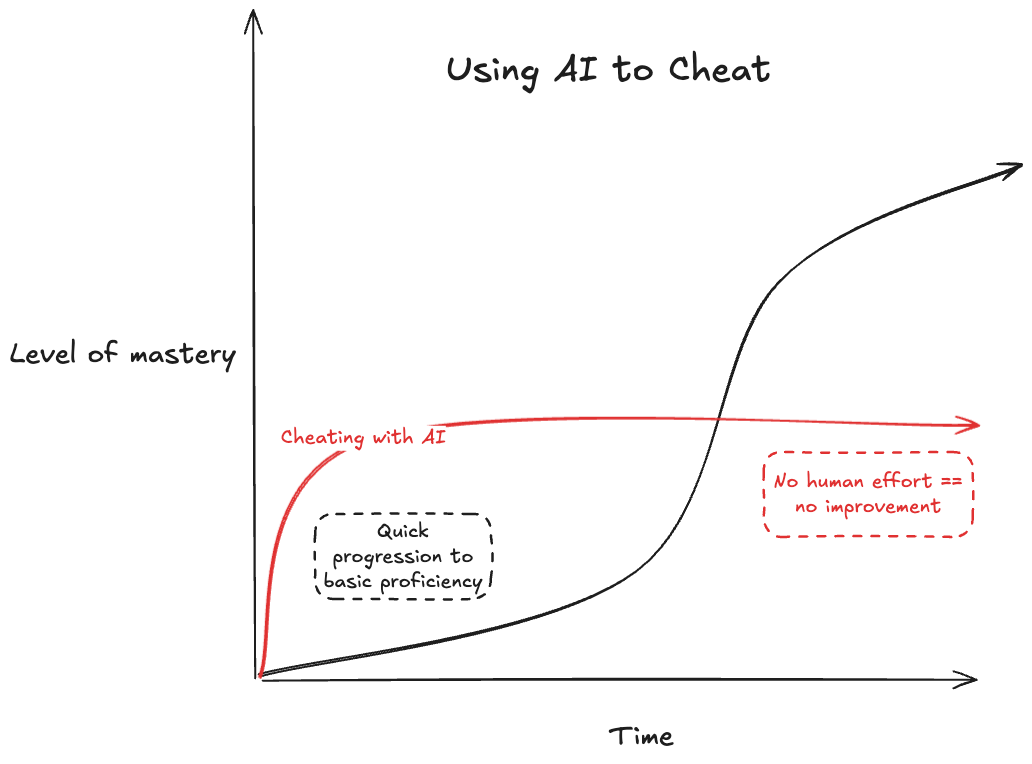 Using AI to Cheat
Level of mastery
Cheating with AI
No human effort ==
no improvement
Quick
progression to
basic proficiency
Time